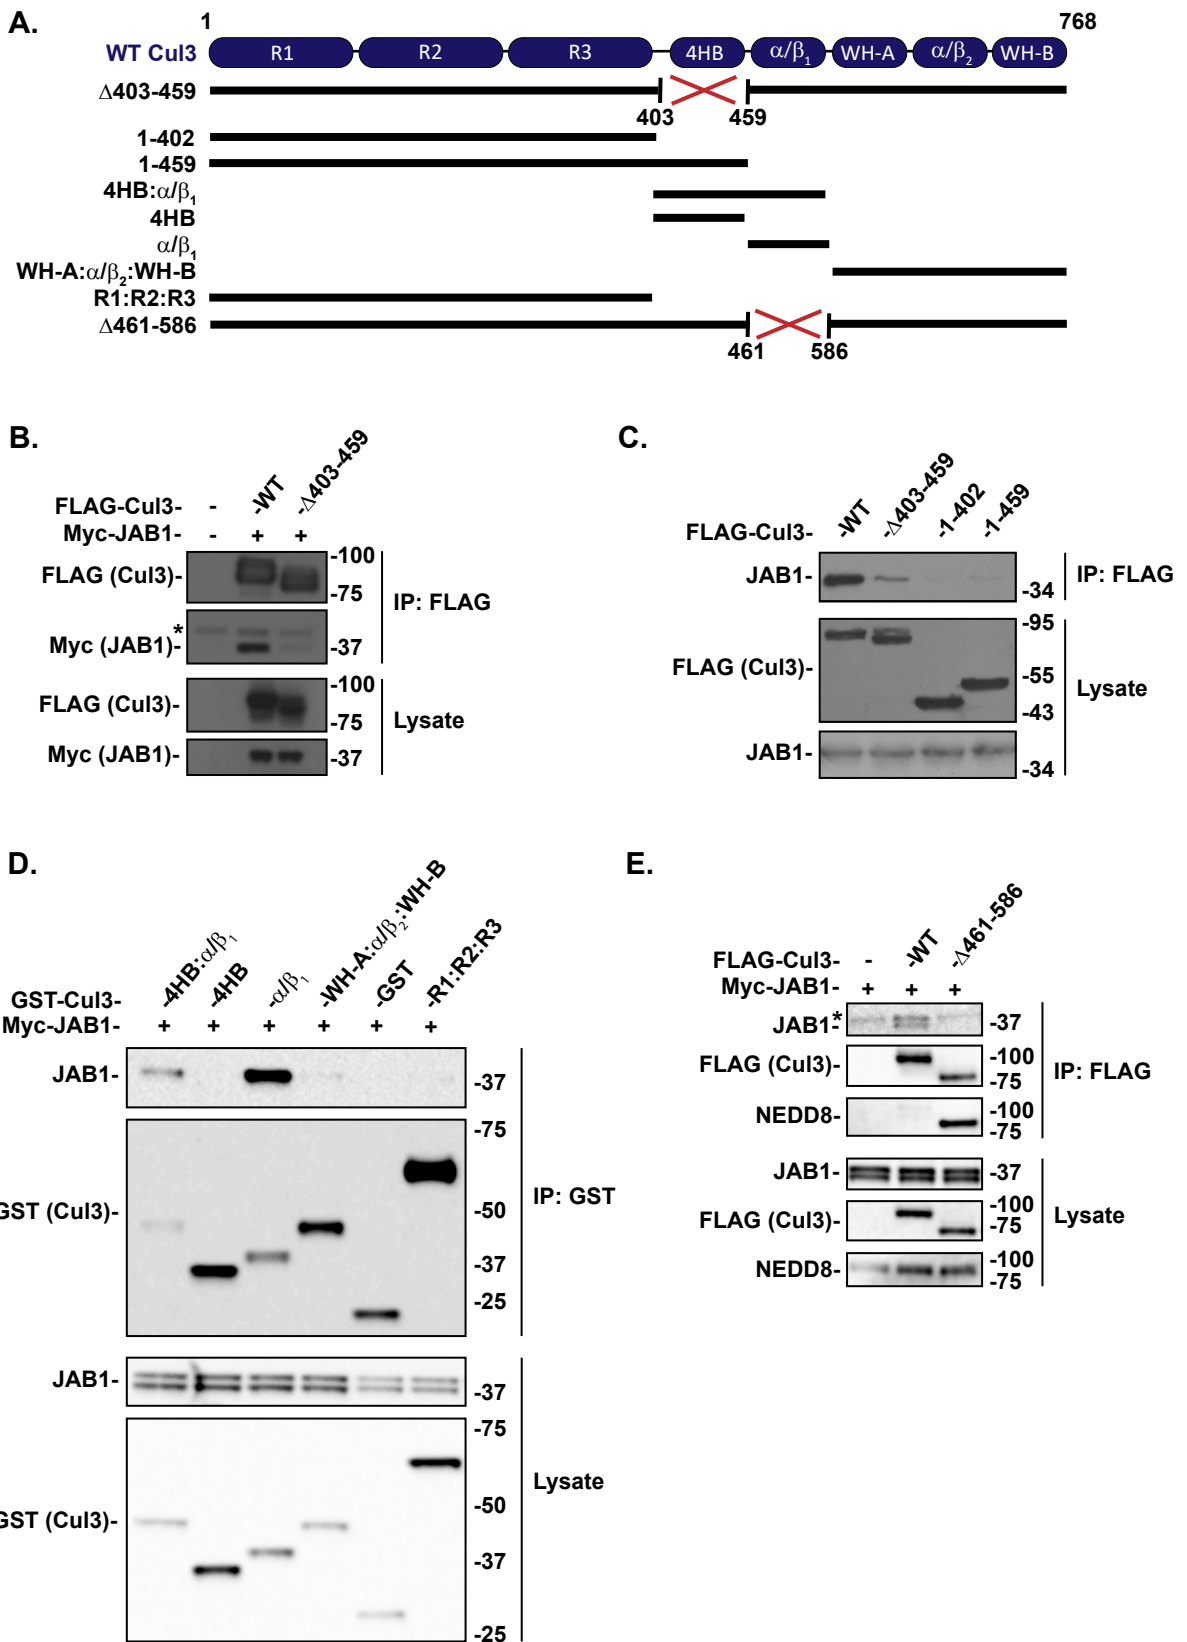 A.
1 768
WT Cul3 R1 R2 R3 4HB α/β1 WH-A α/β2 WH-B
Δ403-459
403 459
1-402
1-459
4HB:α/β1
4HB
α/β1
WH-A:α/β2:WH-B
R1:R2:R3
Δ461-586
461 586
B.
FLAG-Cul3- - -WT -Δ403-459
Myc-JAB1- - + +
FLAG (Cul3)- -100
-75
*
Myc (JAB1)- -37
IP: FLAG
FLAG (Cul3)- -100
-75
Myc (JAB1)- -37
Lysate
C.
FLAG-Cul3- -WT -Δ403-459 -1-402 -1-459
JAB1- -34
IP: FLAG
FLAG (Cul3)- -95
-55
-43
JAB1- -34
Lysate
D.
GST-Cul3- -4HB:α/β1 -4HB -α/β1 -WH-A:α/β2:WH-B -GST -R1:R2:R3
Myc-JAB1- + + + + + +
JAB1- -37
GST (Cul3)- -75
-50
-37
-25
IP: GST
JAB1- -37
GST (Cul3)- -75
-50
-37
-25
Lysate
E.
FLAG-Cul3- - -WT -Δ461-586
Myc-JAB1- + + +
JAB1-* -37
FLAG (Cul3)- -100
-75
NEDD8- -100
-75
IP: FLAG
JAB1- -37
FLAG (Cul3)- -100
-75
NEDD8- -100
-75
Lysate